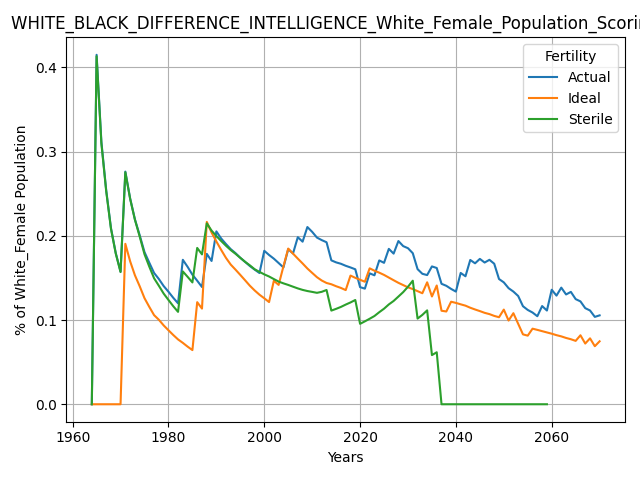 WHITE_BLACK_DIFFERENCE_INTELLIGENCE_White_Female_Population_Scorin
Fertility
Actual
Ideal
Sterile
% of White_Female Population
0.4
0.3
0.2
0.1
0.0
1960
1980
2000
2020
2040
2060
Years